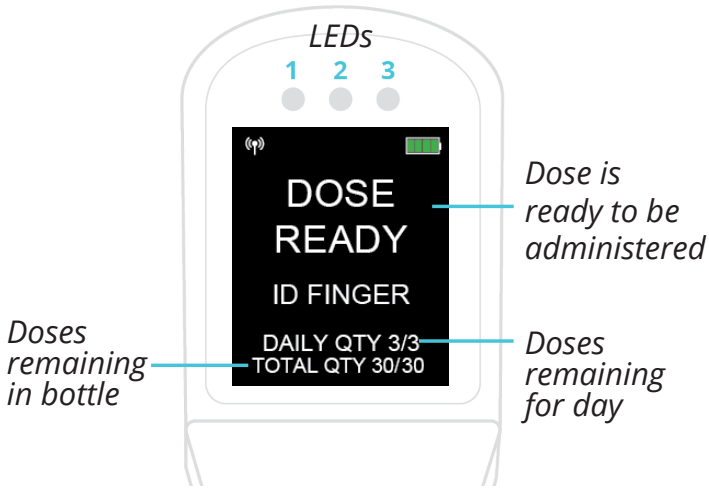 LEDs
1 2 3
DOSE
READY
ID FINGER
DAILY QTY 3/3
TOTAL QTY 30/30
Dose is
ready to be
administered
Doses
remaining
in bottle
Doses
remaining
for day